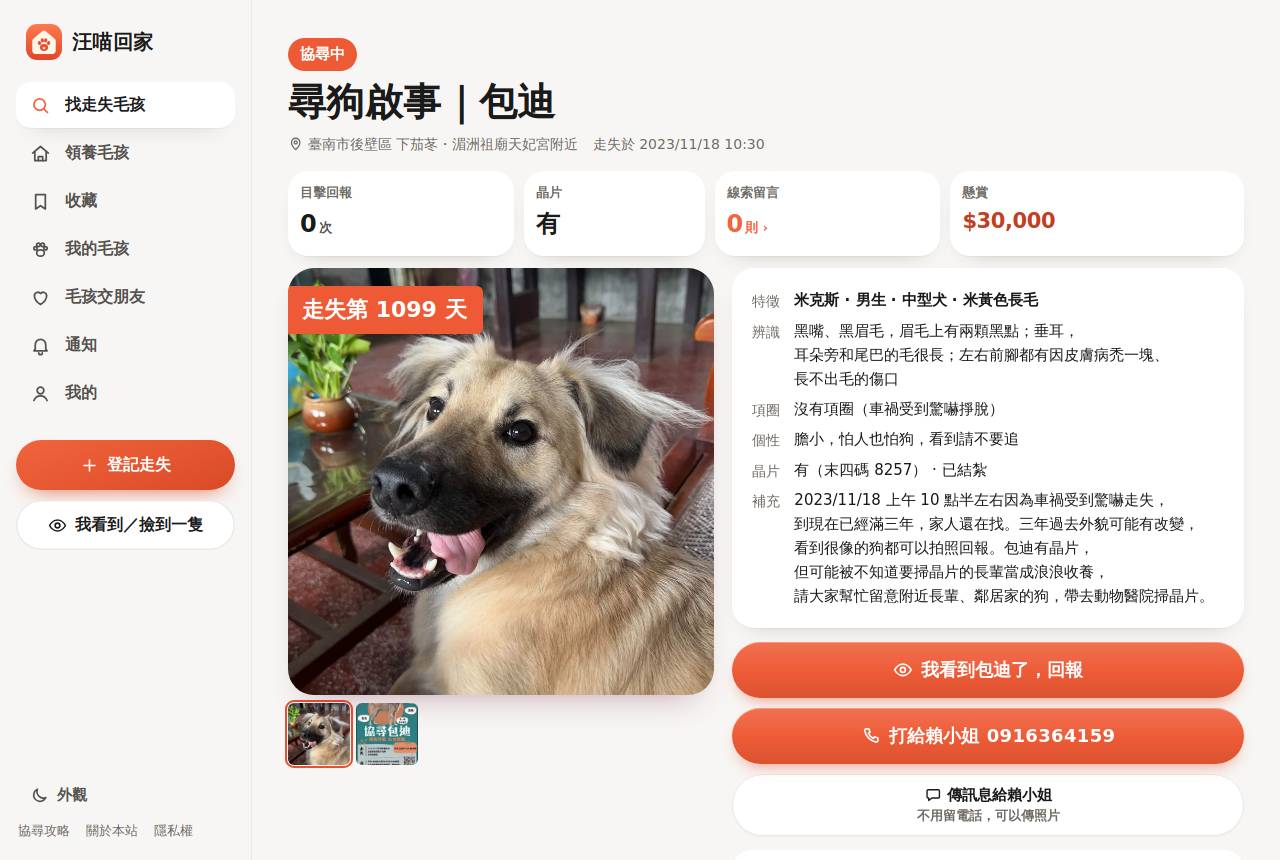 汪喵回家
找走失毛孩
領養毛孩
收藏
我的毛孩
毛孩交朋友
通知
我的
登記走失
我看到／撿到一隻
外觀
協尋攻略 關於本站 隱私權
協尋中
尋狗啟事｜包迪
臺南市後壁區 下茄苳・湄洲祖廟天妃宮附近 走失於 2023/11/18 10:30
目擊回報
0 次
晶片
有
線索留言
0 則 ›
懸賞
$30,000
走失第 1099 天
協尋包迪
特徵 米克斯・男生・中型犬・米黃色長毛
辨識 黑嘴、黑眉毛，眉毛上有兩顆黑點；垂耳，
耳朵旁和尾巴的毛很長；左右前腳都有因皮膚病禿一塊、
長不出毛的傷口
項圈 沒有項圈（車禍受到驚嚇掙脫）
個性 膽小，怕人也怕狗，看到請不要追
晶片 有（末四碼 8257）・已結紮
補充 2023/11/18 上午 10 點半左右因為車禍受到驚嚇走失，
到現在已經滿三年，家人還在找。三年過去外貌可能有改變，
看到很像的狗都可以拍照回報。包迪有晶片，
但可能被不知道要掃晶片的長輩當成浪浪收養，
請大家幫忙留意附近長輩、鄰居家的狗，帶去動物醫院掃晶片。
我看到包迪了，回報
打給賴小姐 0916364159
傳訊息給賴小姐
不用留電話，可以傳照片